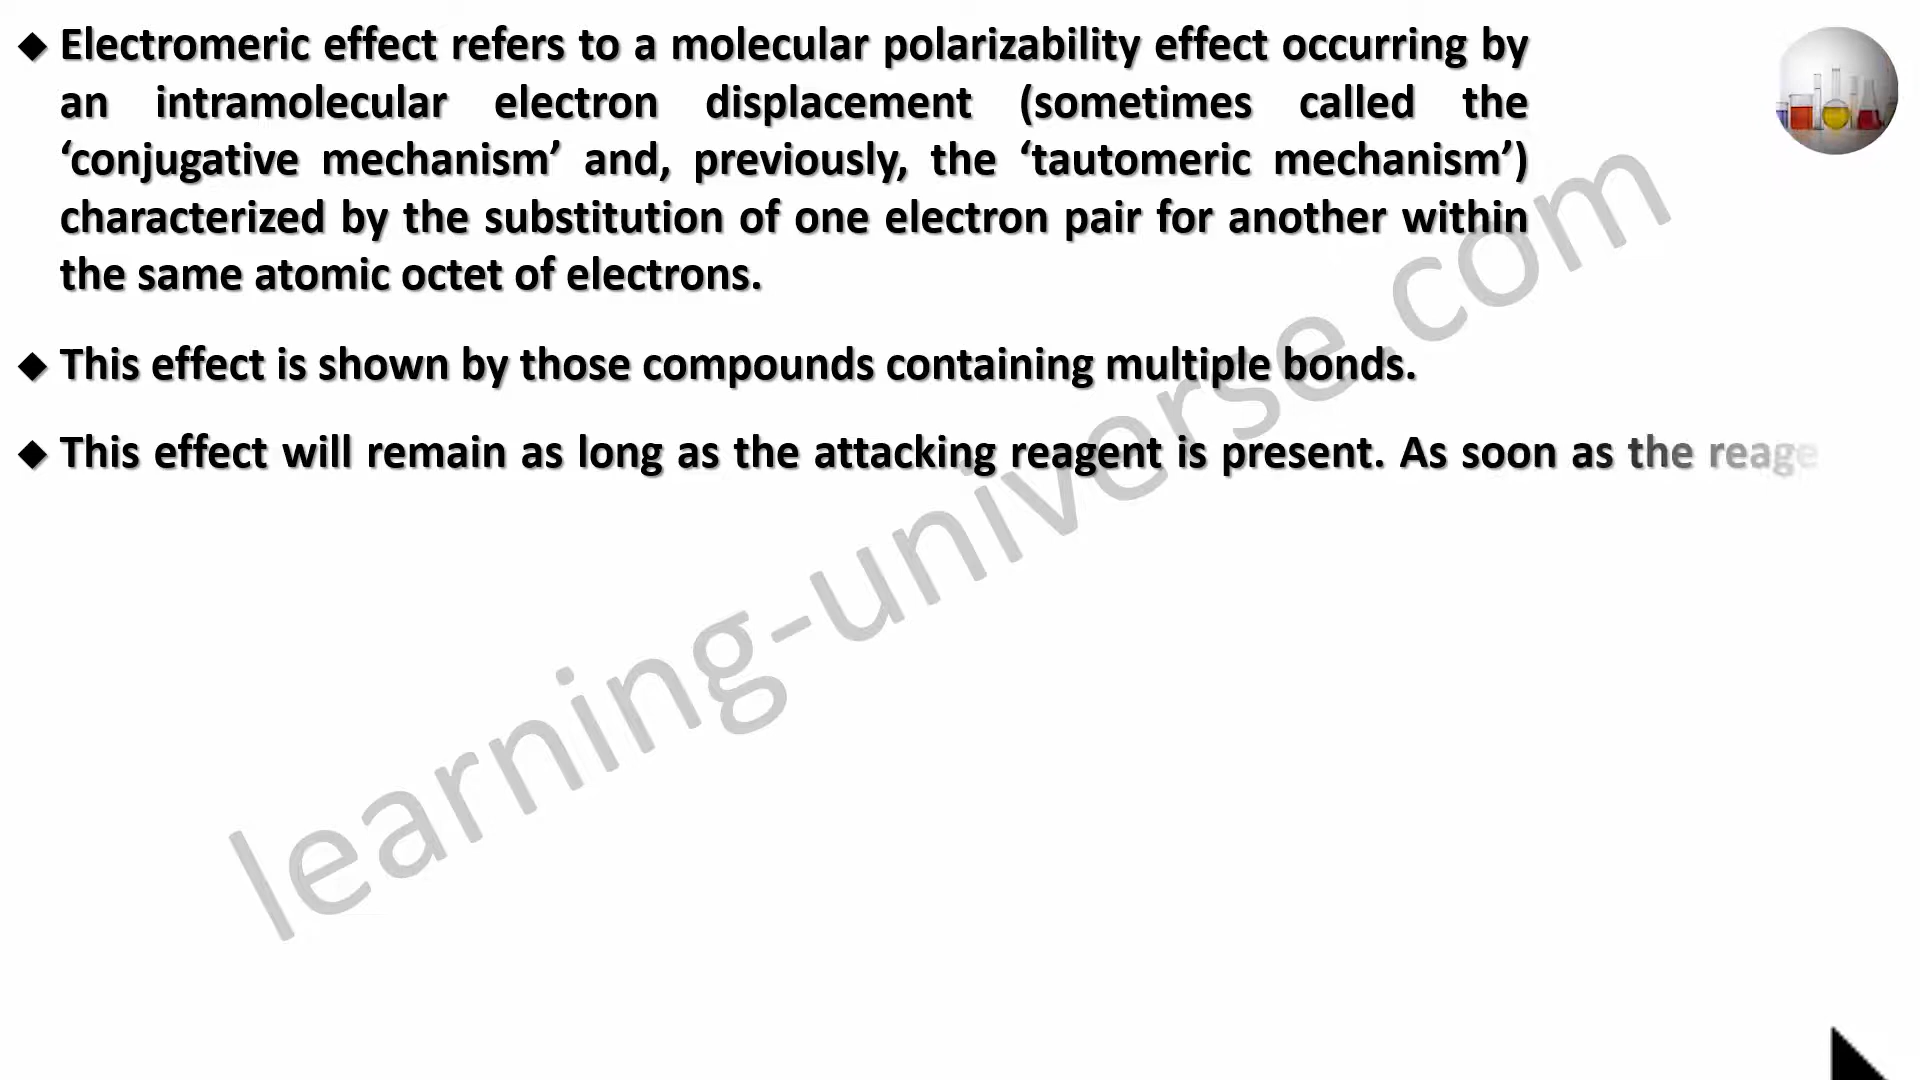 ◆ Electromeric effect refers to a molecular polarizability effect occurring by
an intramolecular electron displacement (sometimes called the
‘conjugative mechanism’ and, previously, the ‘tautomeric mechanism’)
characterized by the substitution of one electron pair for another within
the same atomic octet of electrons.
◆ This effect is shown by those compounds containing multiple bonds.
◆ This effect will remain as long as the attacking reagent is present. As soon as the
learning-universe.com